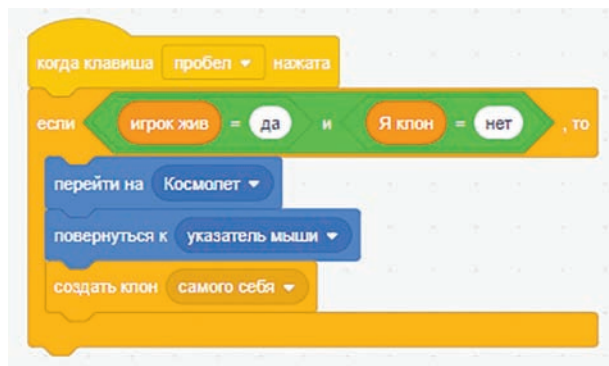 когда клавиша пробел нажата
если игрок жив = да и Я клон = нет , то
перейти на Космолет
повернуться к указатель мыши
создать клон самого себя